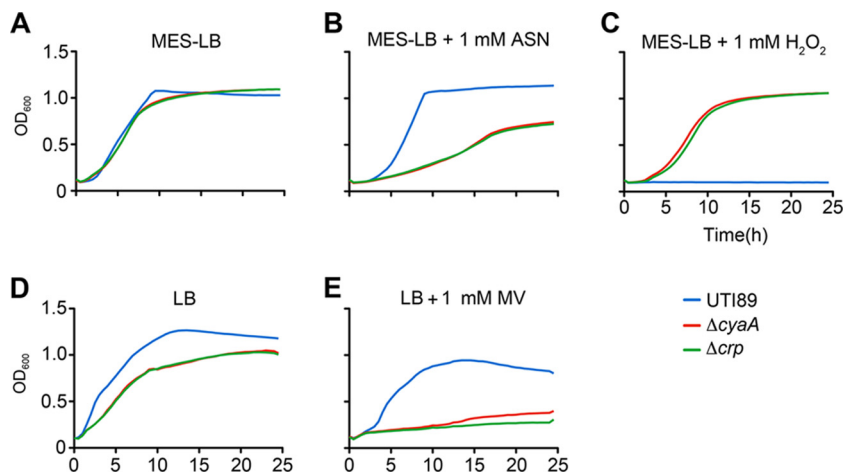 A
MES-LB
B
MES-LB + 1 mM ASN
C
MES-LB + 1 mM H₂O₂
OD₆₀₀
1.5
1.0
0.5
0
0 5 10 15 20 25
Time(h)
D
LB
E
LB + 1 mM MV
OD₆₀₀
1.5
1.0
0.5
0
0 5 10 15 20 25
0 5 10 15 20 25
UTI89
ΔcyaA
Δcrp